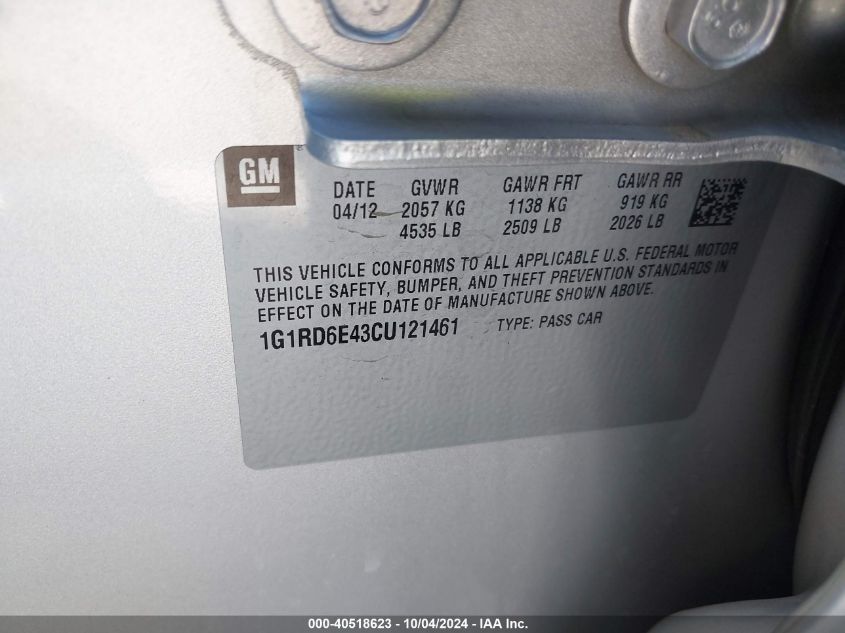 GM
DATE GVWR GAWR FRT GAWR RR
04/12 2057 KG 1138 KG 919 KG
4535 LB 2509 LB 2026 LB
THIS VEHICLE CONFORMS TO ALL APPLICABLE U.S. FEDERAL MOTOR
VEHICLE SAFETY, BUMPER, AND THEFT PREVENTION STANDARDS IN
EFFECT ON THE DATE OF MANUFACTURE SHOWN ABOVE.
1G1RD6E43CU121461 TYPE: PASS CAR
000-40518623 - 10/04/2024 - IAA Inc.